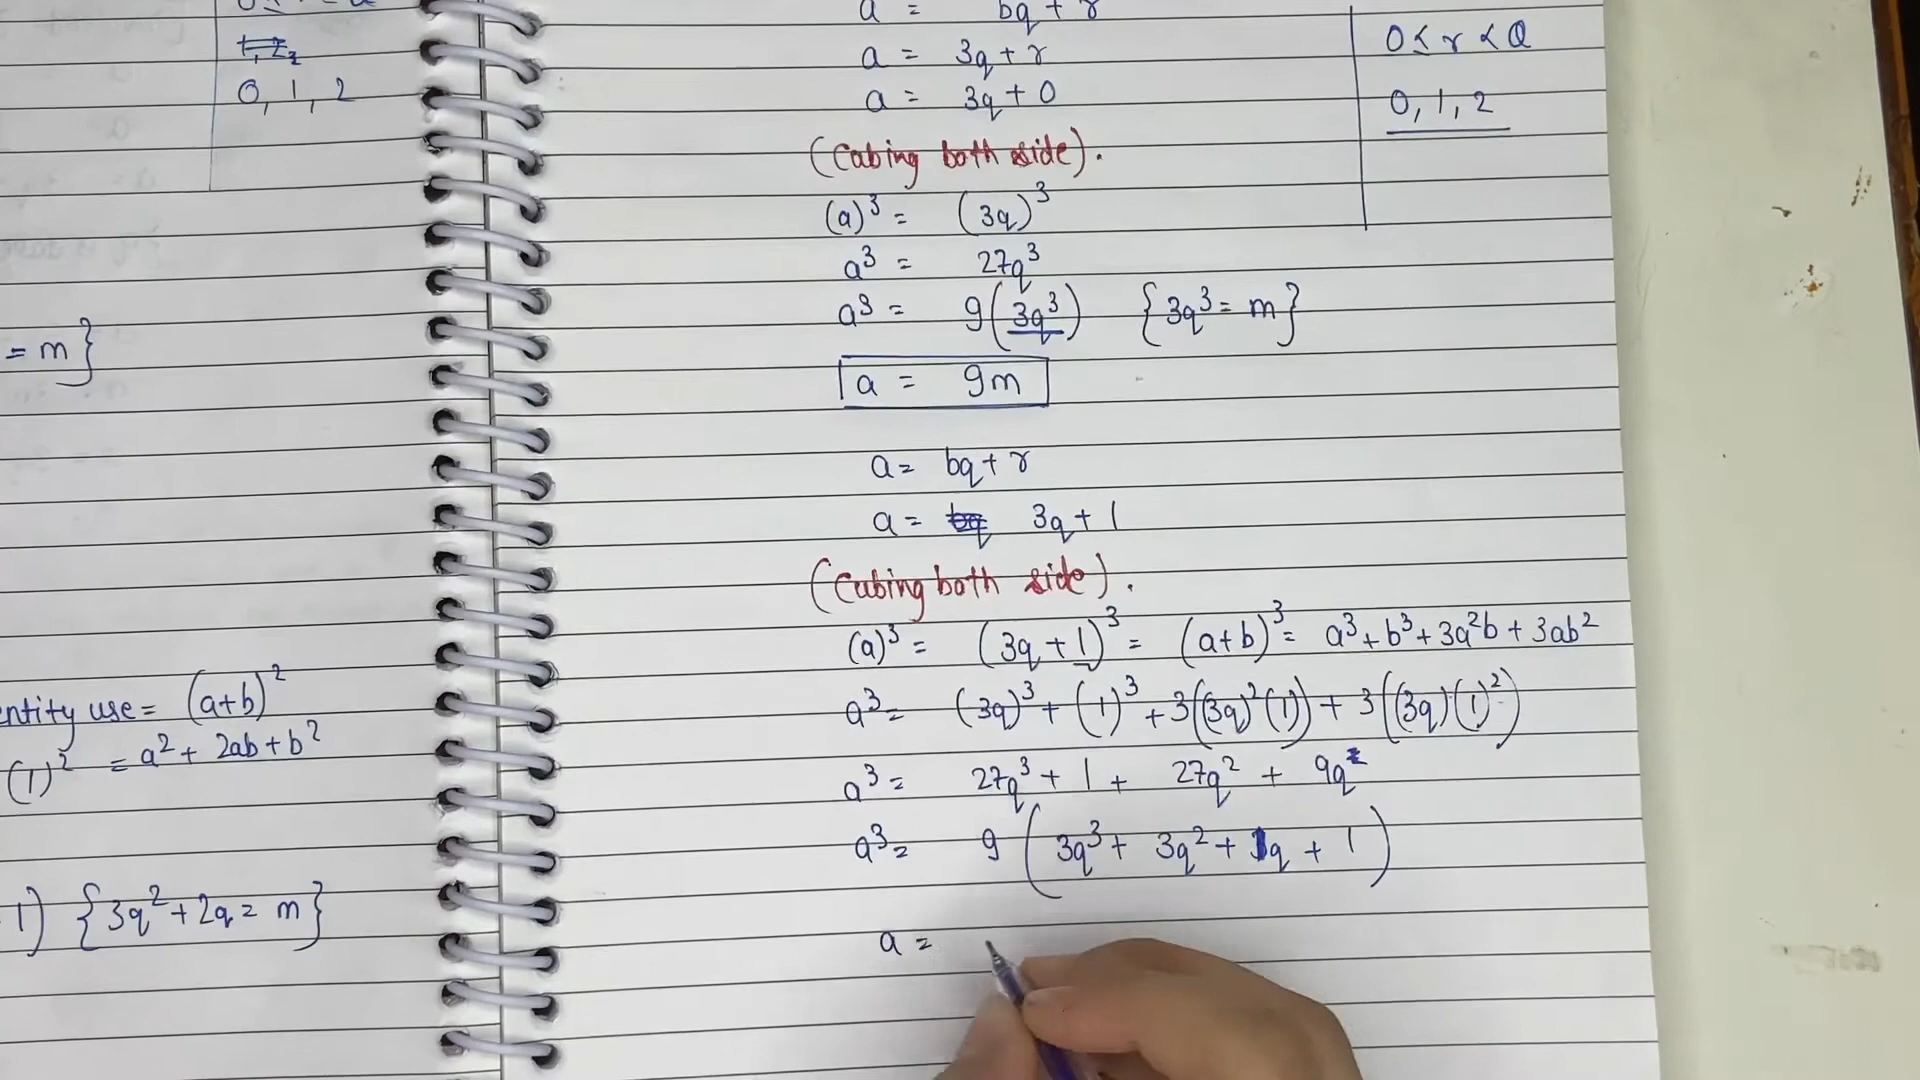 0, 1, 2
= m}
entity use = (a+b)²
(1)² = a² + 2ab + b²
1) {3q² + 2q = m}
a = bq + r
a = 3q + r
a = 3q + 0
(Cubing both side).
(a)³ = (3q)³
a³ = 27q³
a³ = 9(3q³) {3q³ = m}
a = 9m
a = bq + r
a = 3q + 1
(Cubing both side).
(a)³ = (3q + 1)³ = (a+b)³ = a³ + b³ + 3a²b + 3ab²
a³ = (3q)³ + (1)³ + 3((3q)²(1)) + 3((3q)(1)²)
a³ = 27q³ + 1 + 27q² + 9q
a³ = 9(3q³ + 3q² + 1q + 1)
a =
0 ≤ r <
0, 1, 2